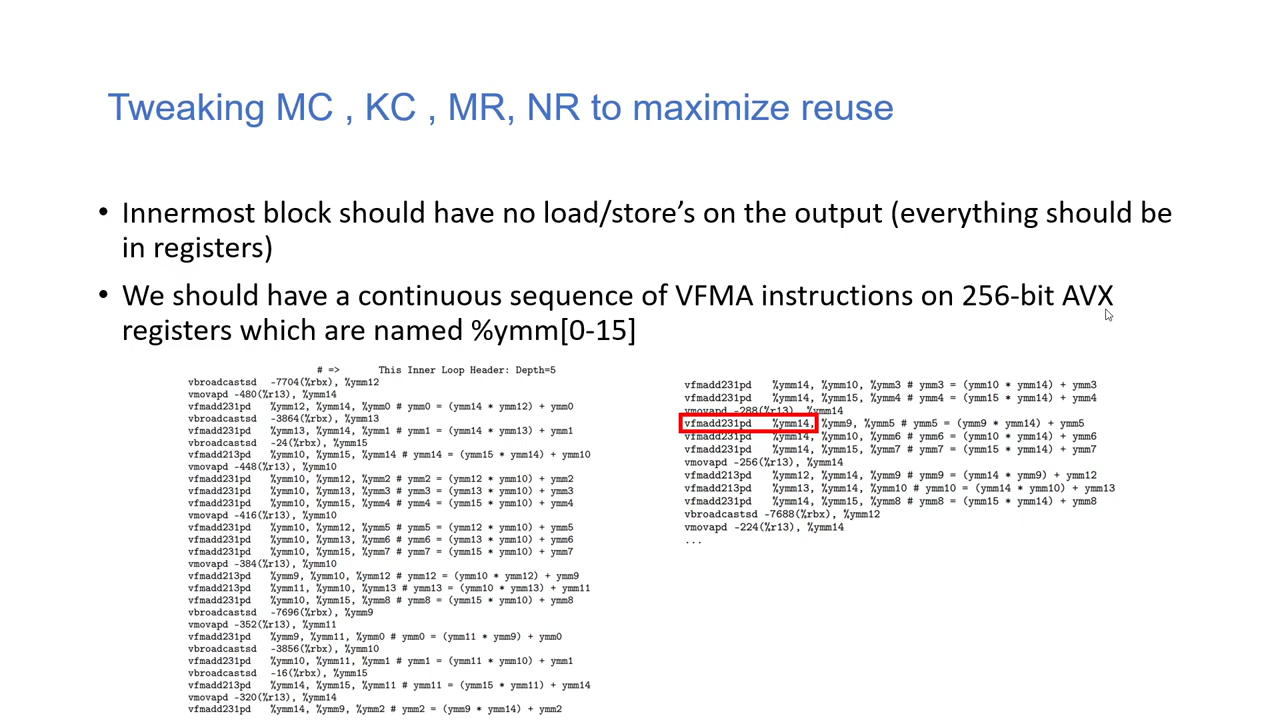 Tweaking MC , KC , MR, NR to maximize reuse
• Innermost block should have no load/store's on the output (everything should be
in registers)
• We should have a continuous sequence of VFMA instructions on 256-bit AVX
registers which are named %ymm[0-15]
# => This Inner Loop Header: Depth=5
vbroadcastsd -7704(%rbx), %ymm12
vmovapd -480(%r13), %ymm14
vfmadd231pd %ymm12, %ymm14, %ymm0 # ymm0 = (ymm14 * ymm12) + ymm0
vbroadcastsd -3864(%rbx), %ymm13
vfmadd231pd %ymm13, %ymm14, %ymm1 # ymm1 = (ymm14 * ymm13) + ymm1
vbroadcastsd -24(%rbx), %ymm15
vfmadd213pd %ymm10, %ymm15, %ymm14 # ymm14 = (ymm15 * ymm14) + ymm10
vmovapd -448(%r13), %ymm10
vfmadd231pd %ymm10, %ymm12, %ymm2 # ymm2 = (ymm12 * ymm10) + ymm2
vfmadd231pd %ymm10, %ymm13, %ymm3 # ymm3 = (ymm13 * ymm10) + ymm3
vfmadd231pd %ymm10, %ymm15, %ymm4 # ymm4 = (ymm15 * ymm10) + ymm4
vmovapd -416(%r13), %ymm10
vfmadd231pd %ymm10, %ymm12, %ymm5 # ymm5 = (ymm12 * ymm10) + ymm5
vfmadd231pd %ymm10, %ymm13, %ymm6 # ymm6 = (ymm13 * ymm10) + ymm6
vfmadd231pd %ymm10, %ymm15, %ymm7 # ymm7 = (ymm15 * ymm10) + ymm7
vmovapd -384(%r13), %ymm10
vfmadd213pd %ymm9, %ymm10, %ymm12 # ymm12 = (ymm10 * ymm12) + ymm9
vfmadd213pd %ymm11, %ymm10, %ymm13 # ymm13 = (ymm10 * ymm13) + ymm11
vfmadd231pd %ymm10, %ymm15, %ymm8 # ymm8 = (ymm15 * ymm10) + ymm8
vbroadcastsd -7696(%rbx), %ymm9
vmovapd -352(%r13), %ymm11
vfmadd231pd %ymm9, %ymm11, %ymm0 # ymm0 = (ymm11 * ymm9) + ymm0
vbroadcastsd -3856(%rbx), %ymm10
vfmadd231pd %ymm10, %ymm11, %ymm1 # ymm1 = (ymm11 * ymm10) + ymm1
vbroadcastsd -16(%rbx), %ymm15
vfmadd213pd %ymm14, %ymm15, %ymm11 # ymm11 = (ymm15 * ymm11) + ymm14
vmovapd -320(%r13), %ymm14
vfmadd231pd %ymm14, %ymm9, %ymm2 # ymm2 = (ymm9 * ymm14) + ymm2
vfmadd231pd %ymm14, %ymm10, %ymm3 # ymm3 = (ymm10 * ymm14) + ymm3
vfmadd231pd %ymm14, %ymm15, %ymm4 # ymm4 = (ymm15 * ymm14) + ymm4
vmovapd -288(%r13), %ymm14
vfmadd231pd %ymm14, %ymm9, %ymm5 # ymm5 = (ymm9 * ymm14) + ymm5
vfmadd231pd %ymm14, %ymm10, %ymm6 # ymm6 = (ymm10 * ymm14) + ymm6
vfmadd231pd %ymm14, %ymm15, %ymm7 # ymm7 = (ymm15 * ymm14) + ymm7
vmovapd -256(%r13), %ymm14
vfmadd213pd %ymm12, %ymm14, %ymm9 # ymm9 = (ymm14 * ymm9) + ymm12
vfmadd213pd %ymm13, %ymm14, %ymm10 # ymm10 = (ymm14 * ymm10) + ymm13
vfmadd231pd %ymm14, %ymm15, %ymm8 # ymm8 = (ymm15 * ymm14) + ymm8
vbroadcastsd -7688(%rbx), %ymm12
vmovapd -224(%r13), %ymm14
...